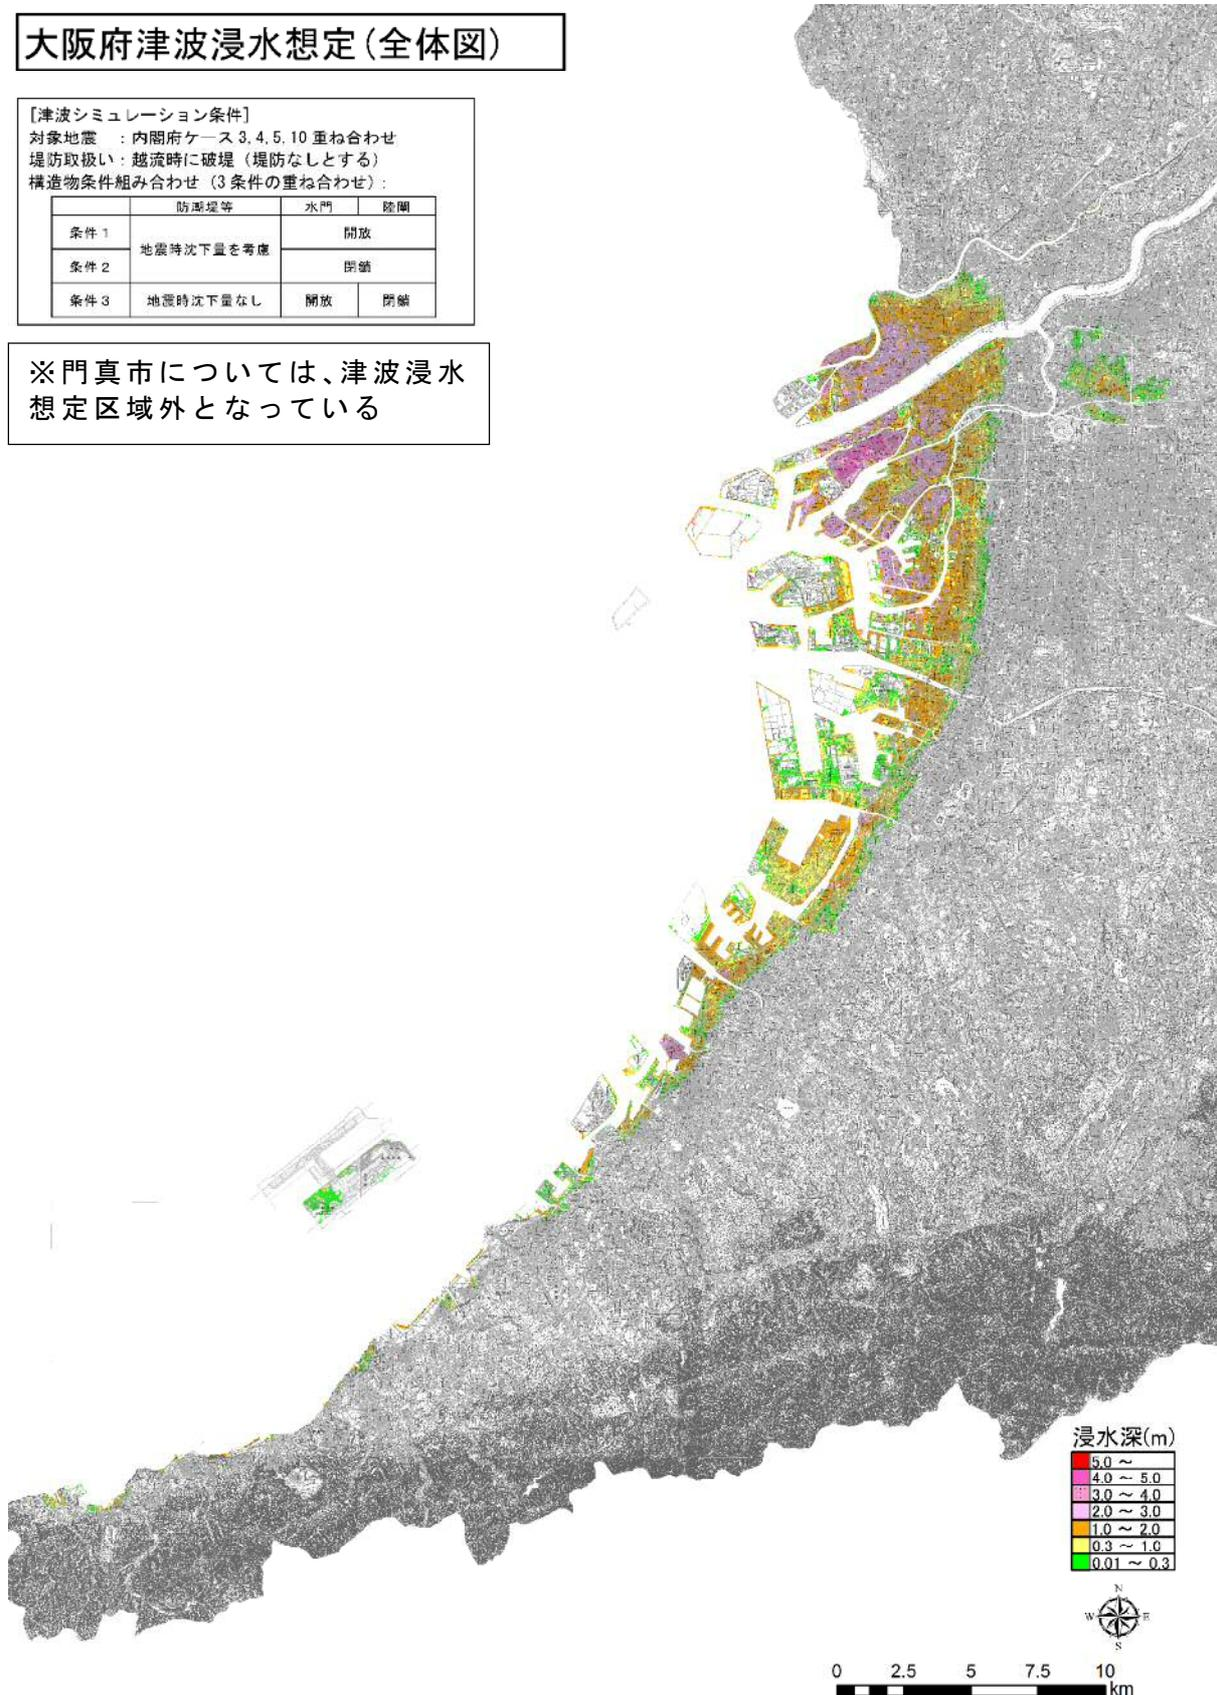 大阪府津波浸水想定(全体図)
[津波シミュレーション条件]
対象地震　：内閣府ケース 3, 4, 5, 10 重ね合わせ
堤防取扱い：越流時に破堤（堤防なしとする）
構造物条件組み合わせ（3 条件の重ね合わせ）：
防潮堤等 水門 陸閘
条件 1 地震時沈下量を考慮 開放
条件 2 閉鎖
条件 3 地震時沈下量なし 開放 閉鎖
※門真市については、津波浸水
想定区域外となっている
浸水深(m)
5.0 ～
4.0 ～ 5.0
3.0 ～ 4.0
2.0 ～ 3.0
1.0 ～ 2.0
0.3 ～ 1.0
0.01 ～ 0.3
N
W E
S
0 2.5 5 7.5 10
km